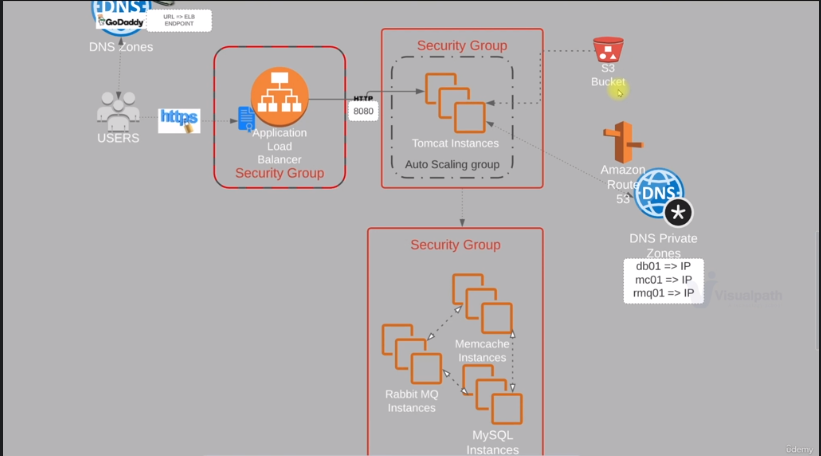 DNS
GoDaddy
URL => ELB
ENDPOINT
DNS Zones
USERS
https
Application
Load
Balancer
Security Group
HTTP
8080
Security Group
Tomcat Instances
Auto Scaling group
S3
Bucket
Amazon
Route
53
DNS
DNS Private
Zones
db01 => IP
mc01 => IP
rmq01 => IP
Visualpath
Security Group
Memcache
Instances
Rabbit MQ
Instances
MySQL
Instances
udemy